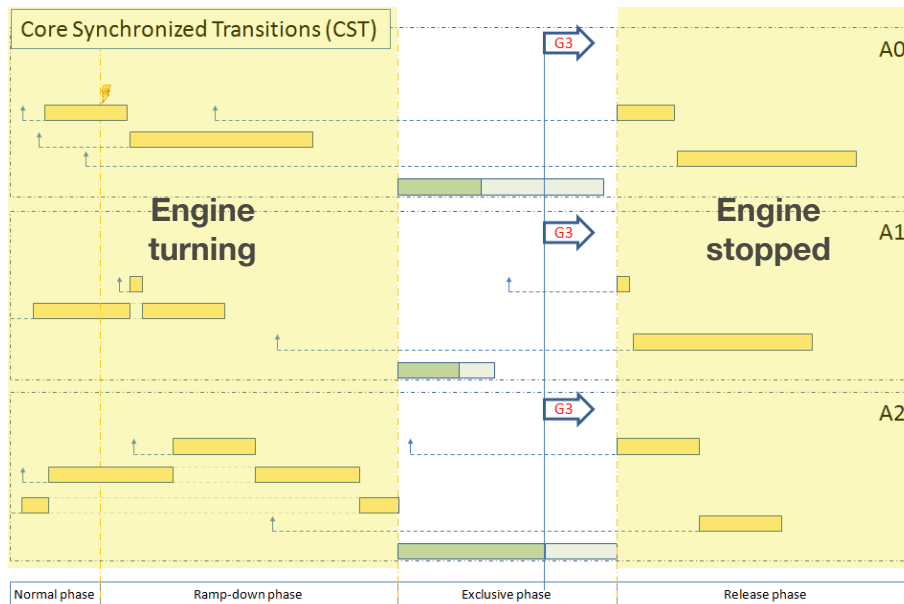 Core Synchronized Transitions (CST)
G3
A0
Engine
turning
Engine
stopped
G3
A1
G3
A2
Normal phase
Ramp-down phase
Exclusive phase
Release phase